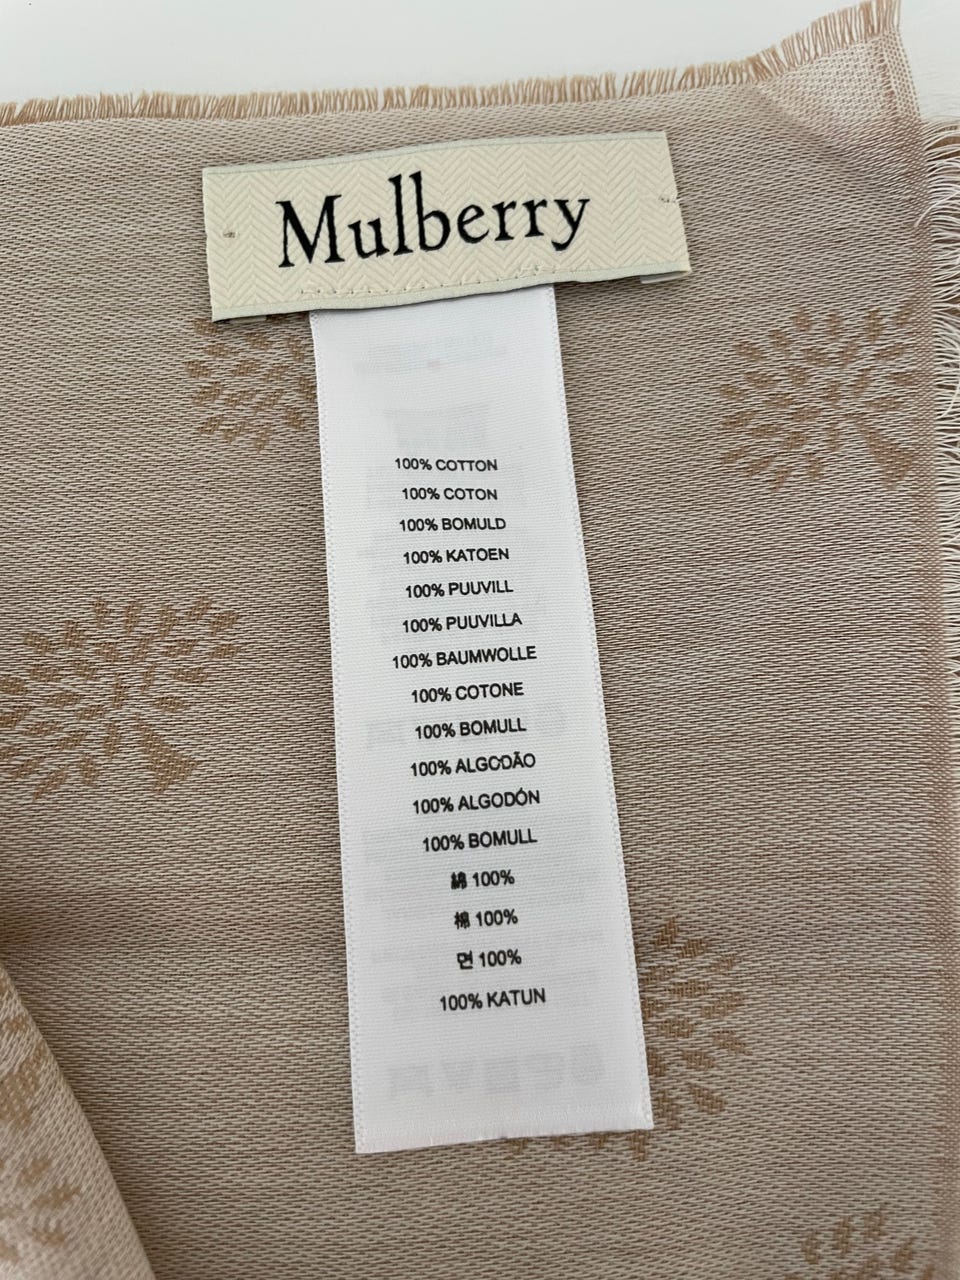 Mulberry
100% COTTON
100% COTON
100% BOMULD
100% KATOEN
100% PUUVILL
100% PUUVILLA
100% BAUMWOLLE
100% COTONE
100% BOMULL
100% ALGODÃO
100% ALGODÓN
100% BOMULL
綿 100%
棉 100%
면 100%
100% KATUN